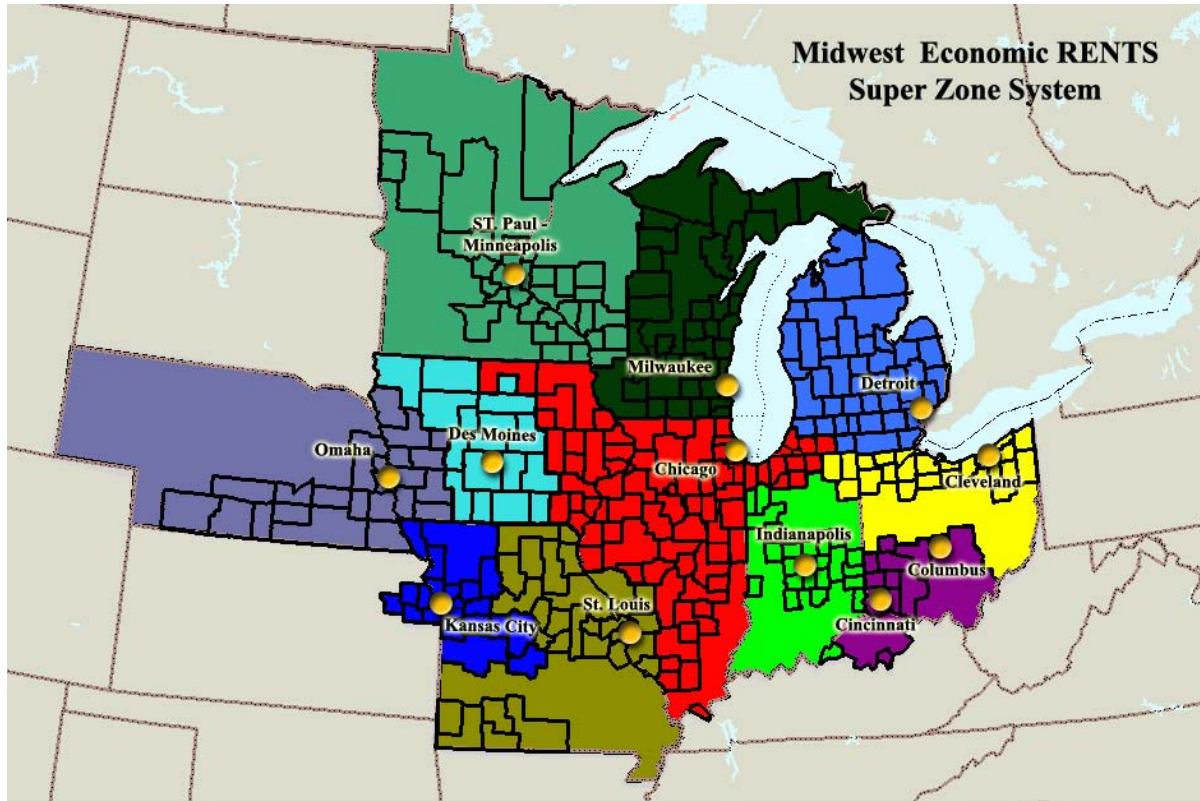 Midwest Economic RENTS
Super Zone System
ST. Paul -
Minneapolis
Milwaukee
Detroit
Omaha
Des Moines
Chicago
Cleveland
Indianapolis
Columbus
Kansas City
St. Louis
Cincinnati